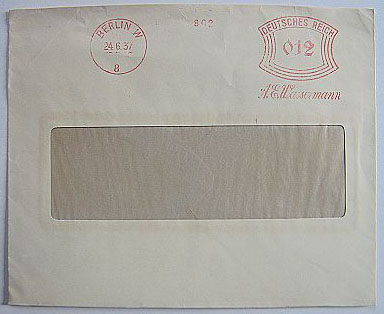 BERLIN W
24.6.37
8
802
DEUTSCHES REICH
012
A.E.Wassermann